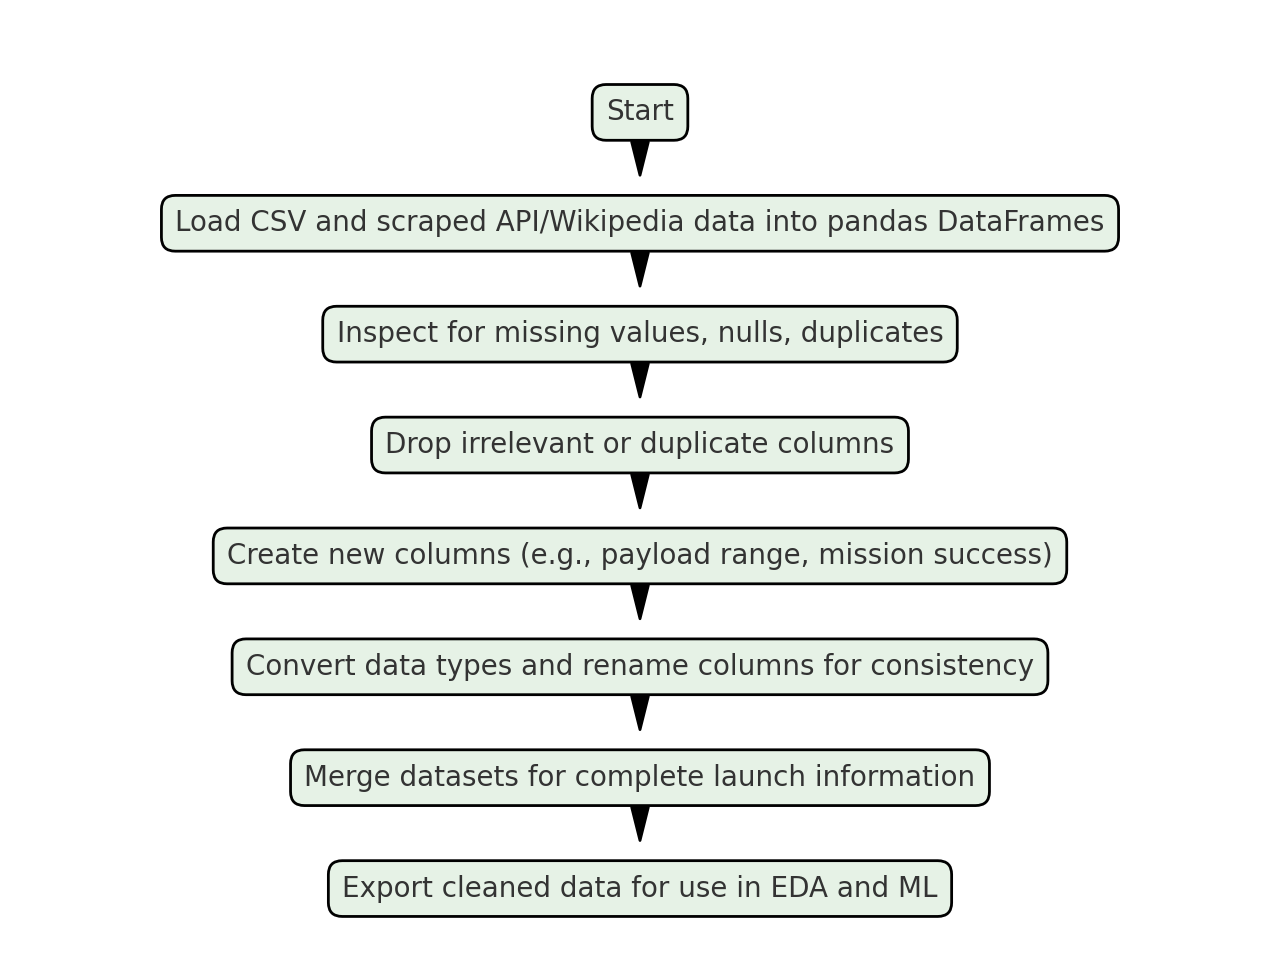 Start
Load CSV and scraped API/Wikipedia data into pandas DataFrames
Inspect for missing values, nulls, duplicates
Drop irrelevant or duplicate columns
Create new columns (e.g., payload range, mission success)
Convert data types and rename columns for consistency
Merge datasets for complete launch information
Export cleaned data for use in EDA and ML